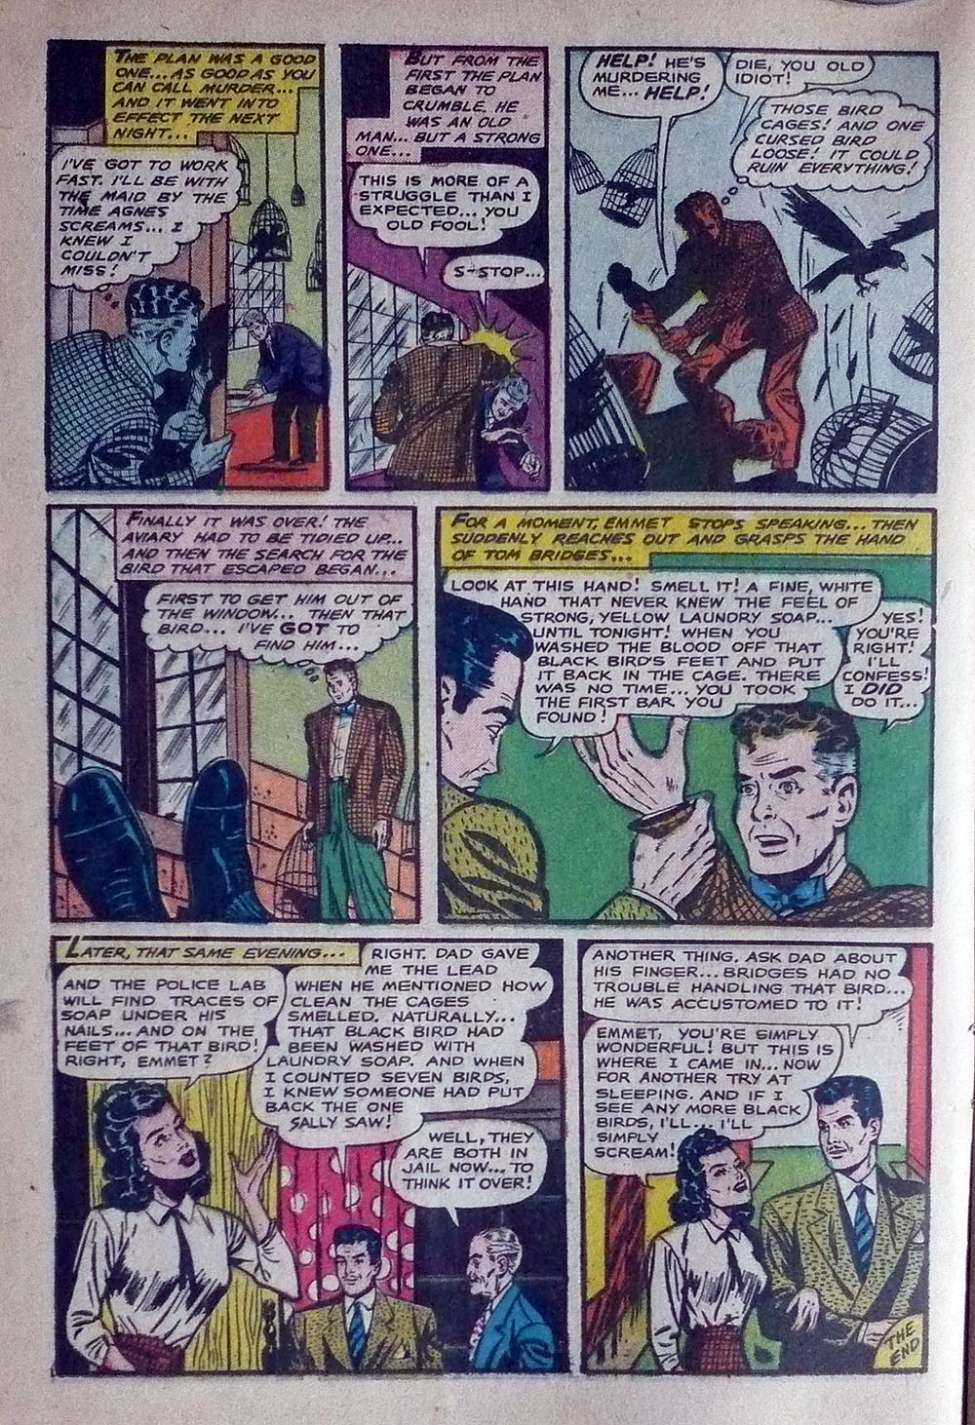 THE PLAN WAS A GOOD
ONE... AS GOOD AS YOU
CAN CALL MURDER...
AND IT WENT INTO
EFFECT THE NEXT
NIGHT...
I'VE GOT TO WORK
FAST. I'LL BE WITH
THE MAID BY THE
TIME AGNES
SCREAMS... I
KNEW I
COULDN'T
MISS!
BUT FROM THE
FIRST THE PLAN
BEGAN TO
CRUMBLE. HE
WAS AN OLD
MAN... BUT A STRONG
ONE...
THIS IS MORE OF A
STRUGGLE THAN I
EXPECTED... YOU
OLD FOOL!
S-STOP...
HELP! HE'S
MURDERING
ME... HELP!
DIE, YOU OLD
IDIOT!
THOSE BIRD
CAGES! AND ONE
CURSED BIRD
LOOSE! IT COULD
RUIN EVERYTHING!
FINALLY IT WAS OVER! THE
AVIARY HAD TO BE TIDIED UP...
AND THEN THE SEARCH FOR THE
BIRD THAT ESCAPED BEGAN...
FIRST TO GET HIM OUT OF
THE WINDOW... THEN THAT
BIRD... I'VE GOT TO
FIND HIM...
FOR A MOMENT, EMMET STOPS SPEAKING... THEN
SUDDENLY REACHES OUT AND GRASPS THE HAND
OF TOM BRIDGES...
LOOK AT THIS HAND! SMELL IT! A FINE, WHITE
HAND THAT NEVER KNEW THE FEEL OF
STRONG, YELLOW LAUNDRY SOAP...
UNTIL TONIGHT! WHEN YOU
WASHED THE BLOOD OFF THAT
BLACK BIRD'S FEET AND PUT
IT BACK IN THE CAGE. THERE
WAS NO TIME... YOU TOOK
THE FIRST BAR YOU
FOUND!
YES!
YOU'RE
RIGHT!
I'LL
CONFESS!
I DID
DO IT...
LATER, THAT SAME EVENING...
AND THE POLICE LAB
WILL FIND TRACES OF
SOAP UNDER HIS
NAILS... AND ON THE
FEET OF THAT BIRD!
RIGHT, EMMET?
RIGHT. DAD GAVE
ME THE LEAD
WHEN HE MENTIONED HOW
CLEAN THE CAGES
SMELLED. NATURALLY...
THAT BLACK BIRD HAD
BEEN WASHED WITH
LAUNDRY SOAP. AND WHEN
I COUNTED SEVEN BIRDS,
I KNEW SOMEONE HAD PUT
BACK THE ONE
SALLY SAW!
WELL, THEY
ARE BOTH IN
JAIL NOW... TO
THINK IT OVER!
ANOTHER THING. ASK DAD ABOUT
HIS FINGER... BRIDGES HAD NO
TROUBLE HANDLING THAT BIRD...
HE WAS ACCUSTOMED TO IT!
EMMET, YOU'RE SIMPLY
WONDERFUL! BUT THIS IS
WHERE I CAME IN... NOW
FOR ANOTHER TRY AT
SLEEPING. AND IF I
SEE ANY MORE BLACK
BIRDS, I'LL... I'LL
SIMPLY
SCREAM!
THE
END